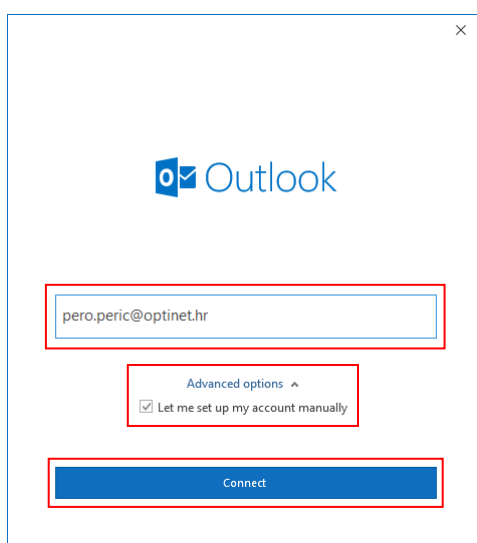 Outlook
pero.peric@optinet.hr
Advanced options
Let me set up my account manually
Connect